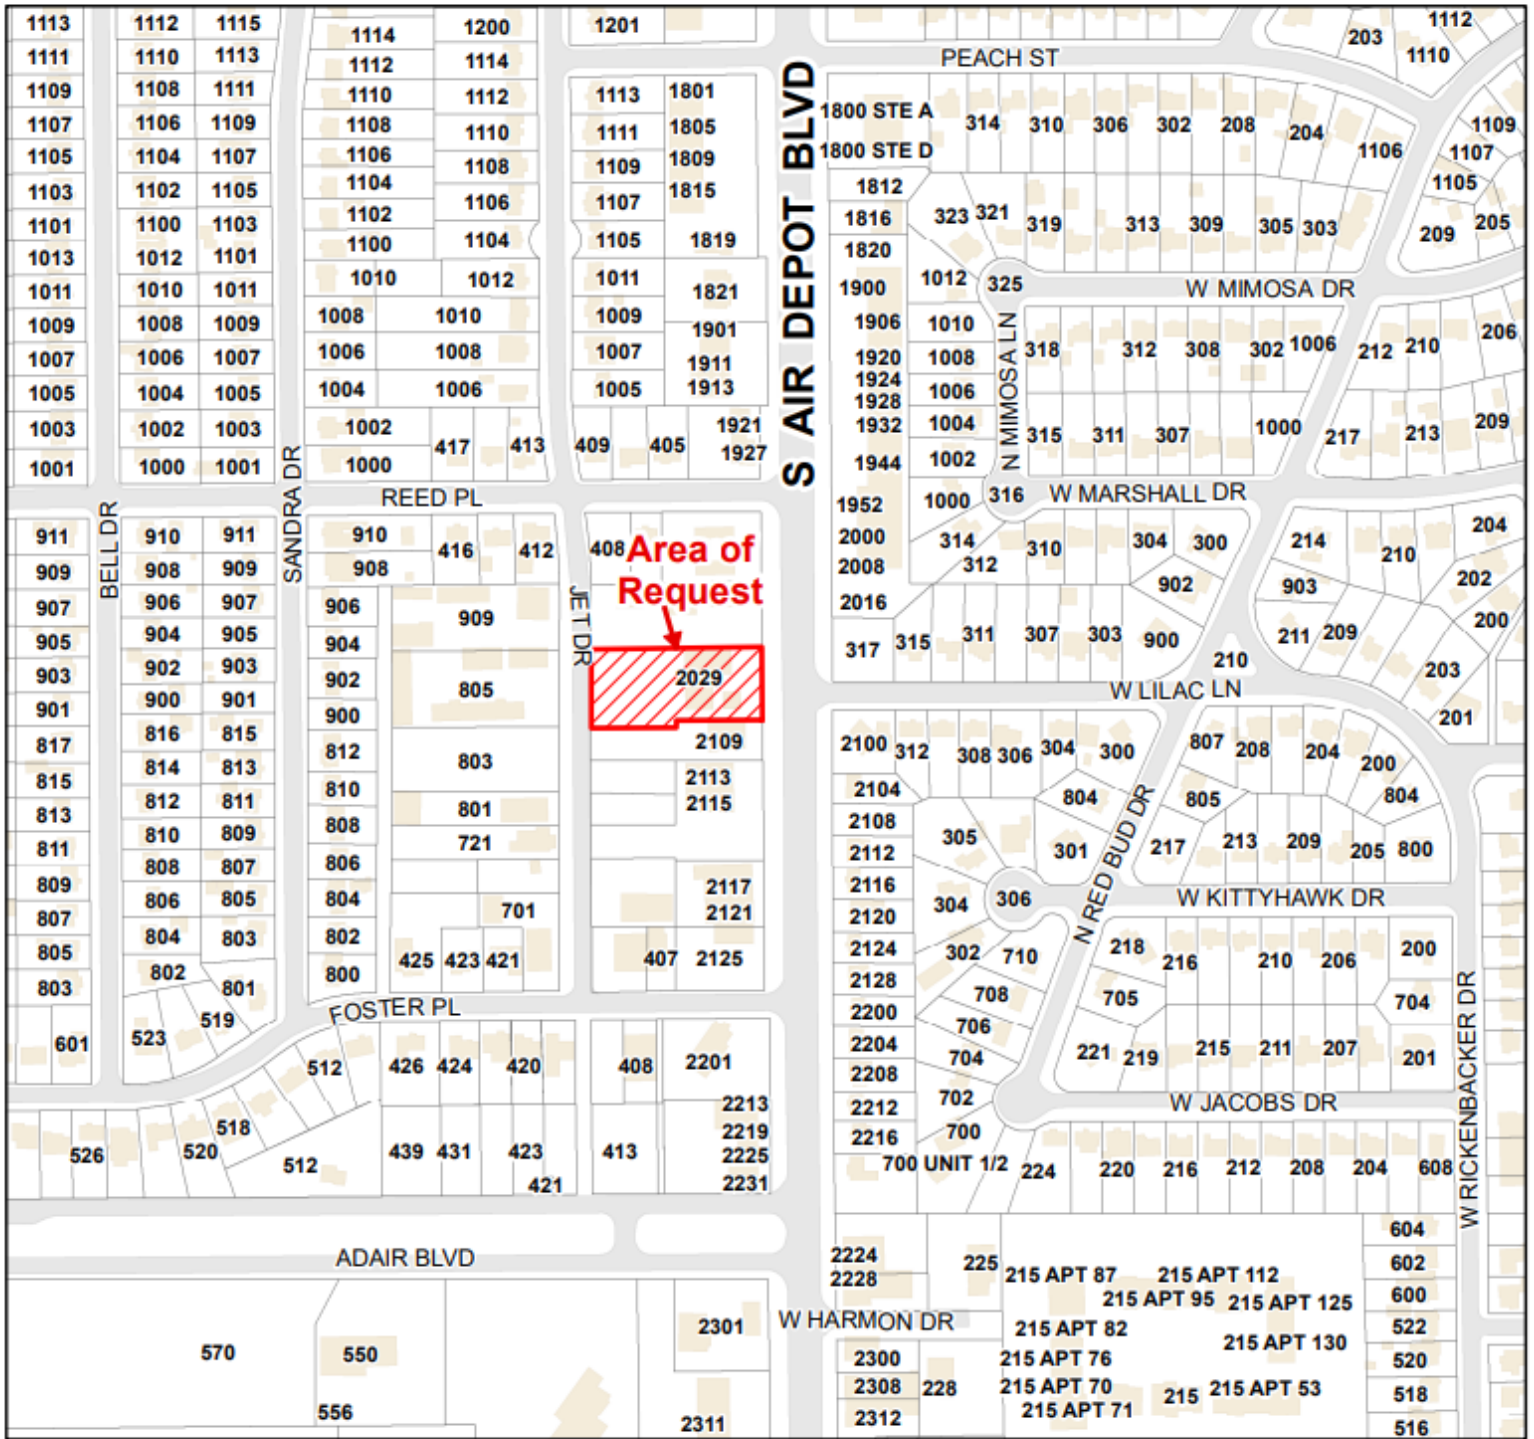 1113 1112 1115 1114 1200 1201 203 1112
1111 1110 1113 1112 1114 PEACH ST 1110
1109 1108 1111 1110 1112 1113 1801 1800 STE A 314 310 306 302 208 204 1109
1107 1106 1109 1108 1110 1111 1805
1105 1104 1107 1106 1108 1109 1809 1800 STE D 1106 1107
1103 1102 1105 1104 1106 1107 1815 1812 1105
1101 1100 1103 1102 1816 323 321 319 313 309 305 303 209 205
1013 1012 1101 1100 1104 1105 1819 1820
1011 1010 1011 1010 1012 1011 1821 1900 1012 325 W MIMOSA DR
1009 1008 1009 1008 1010 1009 1901 1906 1010 206
1007 1006 1007 1006 1008 1007 1911 1920 1008 318 312 308 302 1006 212 210
1005 1004 1005 1004 1006 1005 1913 1924 1006
1928
1003 1002 1003 1002 417 413 409 405 1921 1932 1004 315 311 307 1000 217 213 209
1001 1000 1001 1000 1927 1944 1002
S AIR DEPOT BLVD
N MIMOSA LN
SANDRA DR
REED PL
316 W MARSHALL DR
BELL DR
911 910 911 910 416 412 408 1952 1000 204
909 908 909 908 2000 314 310 304 300 214 210
Area of
Request
907 906 907 906 909 2008 312 902 903 202
905 904 905 904 2016 200
JET DR
903 902 903 902 805 2029 317 315 311 307 303 900 210 211 209 203
901 900 901 900 W LILAC LN 201
817 816 815 812 803 2109 2100 312 308 306 304 300 807 208 204 200
815 814 813 810 2113 2104 804 805 804
813 812 811 808 801 2115 2108 305 301 217 213 209 205 800
811 810 809 806 721 2112
N RED BUD DR
809 808 807 804 2117 2116 304 306 W KITTYHAWK DR
807 806 805 802 701 2121 2120
805 804 803 800 425 423 421 407 2125 2124 302 710 218 216 210 206 200
803 802 801 2128 708 705 704
FOSTER PL
601 523 519 2200 706
512 426 424 420 408 2201 2204 704 221 219 215 211 207 201
2208
W RICKENBACKER DR
2213 2212 702 W JACOBS DR
526 520 518 2219 2216 700
512 439 431 423 413 2225 700 UNIT 1/2 224 220 216 212 208 204 608
421 2231
604
ADAIR BLVD 2224 225 602
2228 215 APT 87 215 APT 112
215 APT 95 215 APT 125 600
2301 W HARMON DR 215 APT 82 522
570 550 2300 215 APT 76 215 APT 130 520
2308 228 215 APT 70 215 215 APT 53 518
556 2311 2312 215 APT 71 516